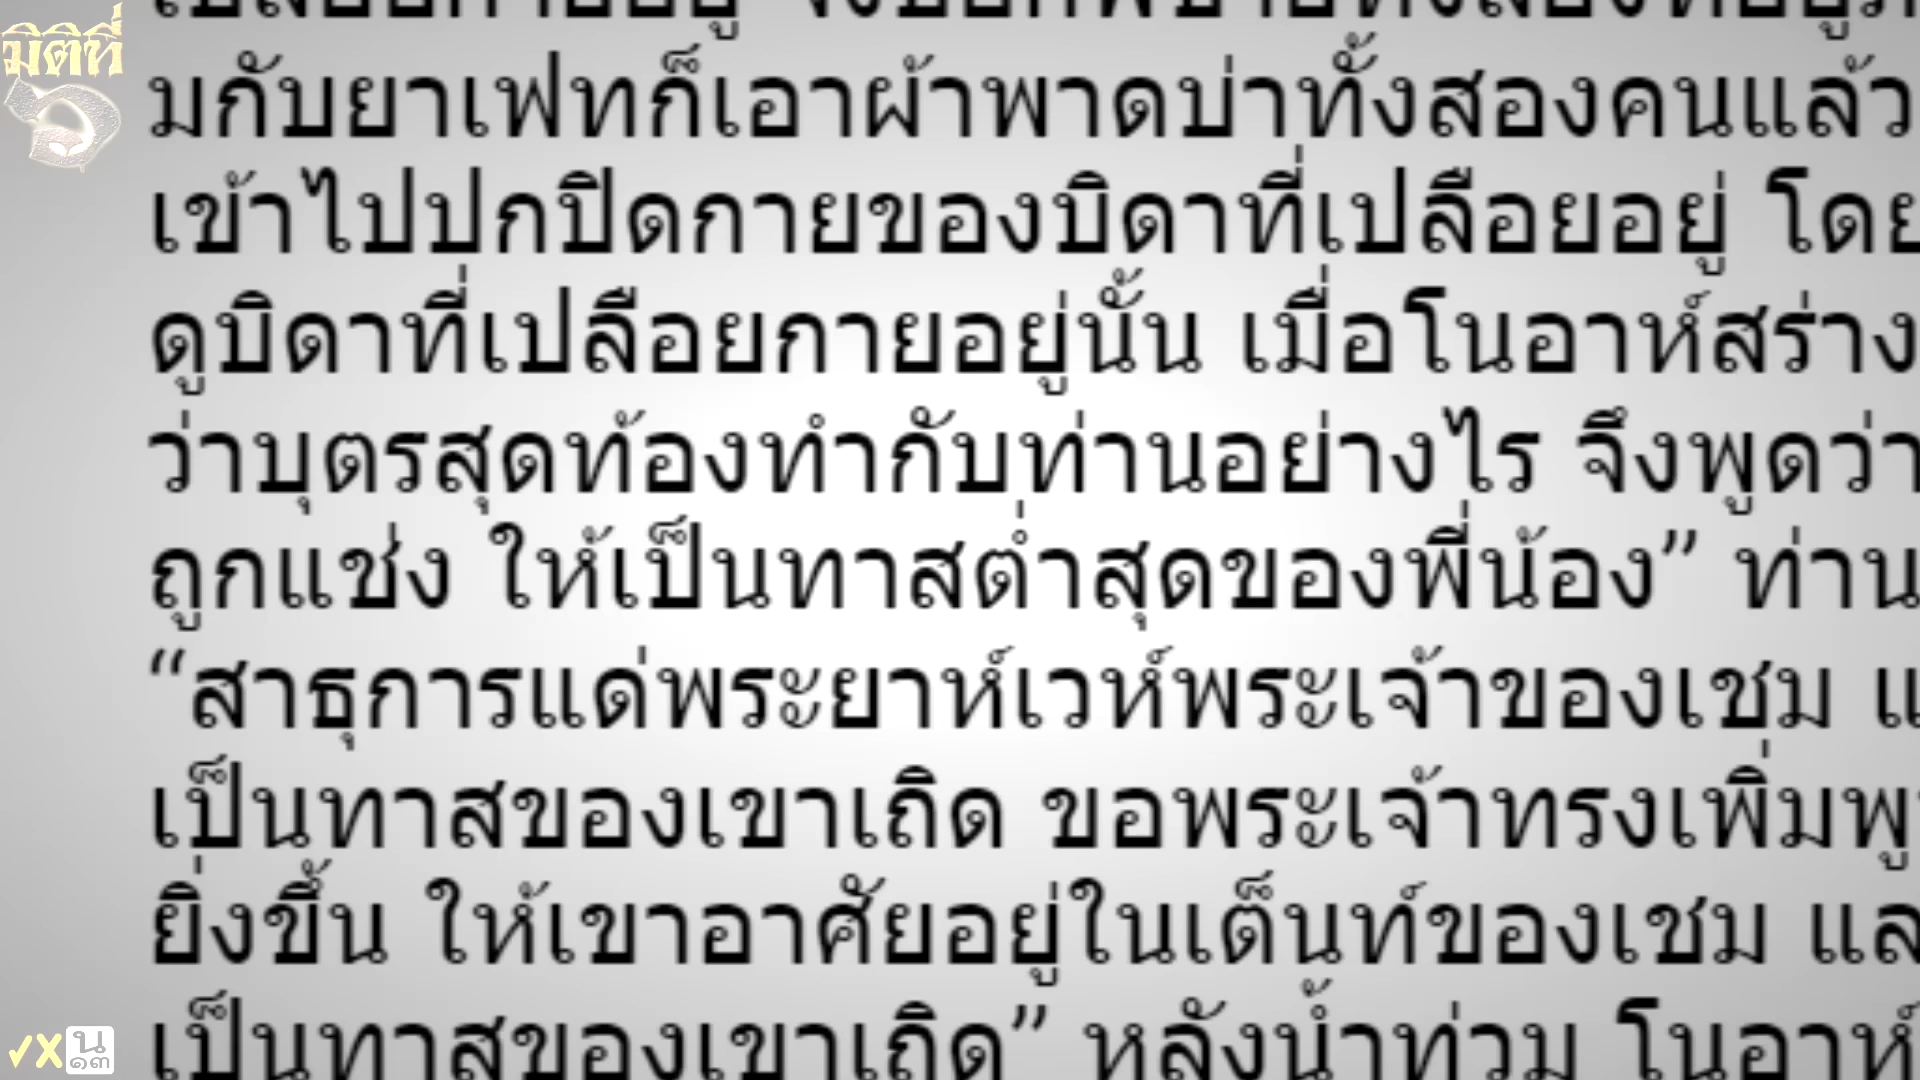 มิติที่
๖
มกับยาเฟทก็เอาผ้าพาดบ่าทั้งสองคนแล้ว
เข้าไปปกปิดกายของบิดาที่เปลือยอยู่ โดย
ดูบิดาที่เปลือยกายอยู่นั้น เมื่อโนอาห์สร่าง
ว่าบุตรสุดท้องทำกับท่านอย่างไร จึงพูดว่า
ถูกแช่ง ให้เป็นทาสต่ำสุดของพี่น้อง” ท่าน
“สาธุการแด่พระยาห์เวห์พระเจ้าของเชม แ
เป็นทาสของเขาเถิด ขอพระเจ้าทรงเพิ่มพู
ยิ่งขึ้น ให้เขาอาศัยอยู่ในเต็นท์ของเชม แล
เป็นทาสของเขาเถิด” หลังน้ำท่วม โนอาห์
√X น
๑๓